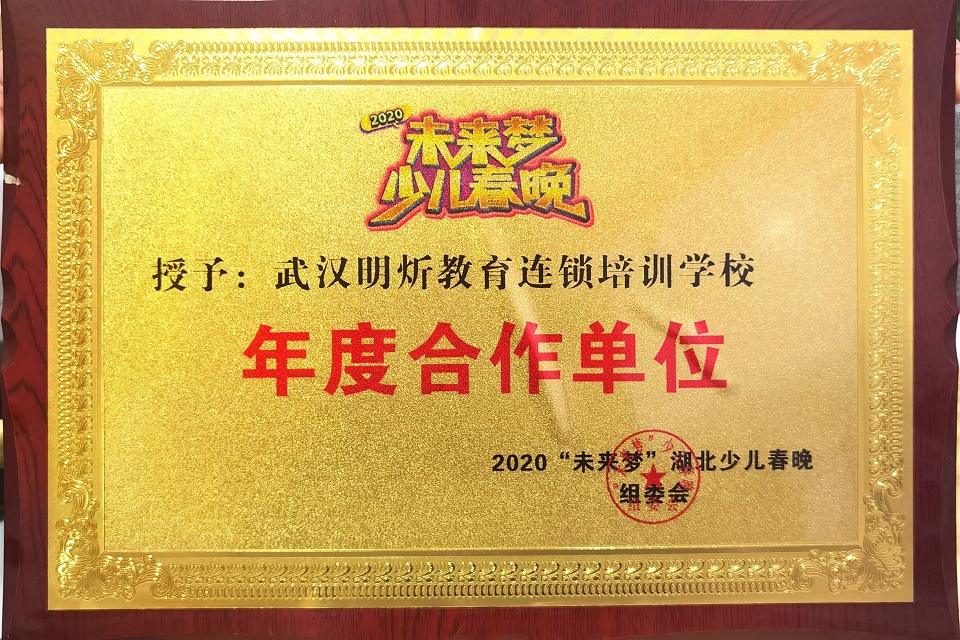 2020
未来梦
少儿春晚
授予：武汉明炘教育连锁培训学校
年度合作单位
2020“未来梦”湖北少儿春晚
组委会